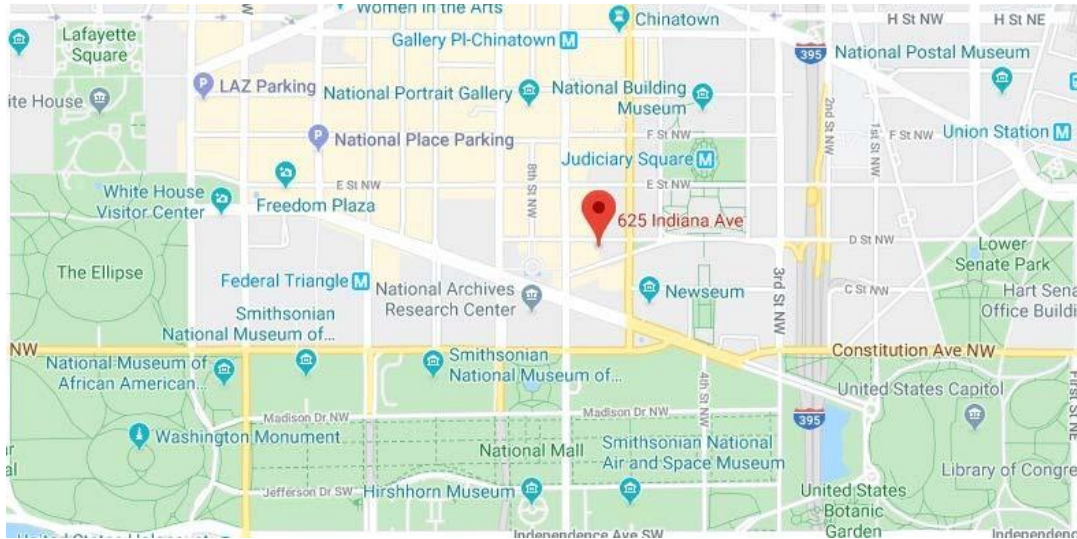 Women in the Arts
Chinatown
H St NW
H St NE
Lafayette
Square
Gallery Pl-Chinatown M
395
National Postal Museum
LAZ Parking
P
ite House
National Portrait Gallery
National Building
Museum
2nd St NW
1st St NW
F St NW
F St NW
Union Station M
P
National Place Parking
Judiciary Square M
8th St NW
E St NW
E St NW
White House
Visitor Center
Freedom Plaza
625 Indiana Ave
D St NW
The Ellipse
Lower
Senate Park
Federal Triangle M
National Archives
Research Center
Newseum
3rd St NW
C St NW
Hart Sena
Office Buildi
Smithsonian
National Museum of...
NW
Constitution Ave NW
National Museum of
African American...
Smithsonian
National Museum of...
4th St NW
United States Capitol
First St NE
Madison Dr NW
Madison Dr NW
395
Washington Monument
National Mall
Smithsonian National
Air and Space Museum
ar
al
Library of Congre
Jefferson Dr SW
Hirshhorn Museum
United States
Botanic
Garden
Independence Ave SW
Independenc